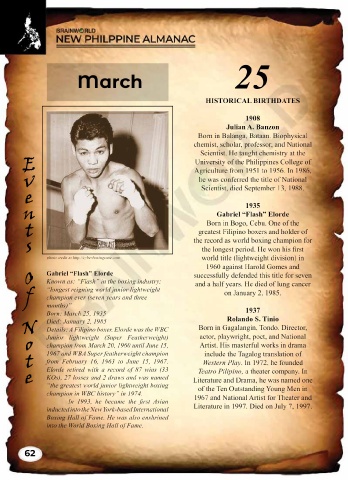 BRAINWORLD
NEW PHILPPINE ALMANAC
March
25
HISTORICAL BIRTHDATES
Events Of Note
Gabriel “Flash” Elorde
Known as: “Flash” in the boxing industry;
“longest reigning world junior lightweight
champion ever (seven years and three
months)”
Born: March 25, 1935
Died: January 2, 1985
Details: A Filipino boxer, Elorde was the WBC
Junior lightweight (Super Featherweight)
champion from March 20, 1960 until June 15,
1967 and WBA Super featherweight champion
from February 16, 1963 to June 15, 1967.
Elorde retired with a record of 87 wins (33
KOs), 27 losses and 2 draws and was named
“the greatest world junior lightweight boxing
champion in WBC history” in 1974.
In 1993, he became the first Asian
inducted into the New York-based International
Boxing Hall of Fame. He was also enshrined
into the World Boxing Hall of Fame.
1908
Julian A. Banzon
Born in Balanga, Bataan. Biophysical
chemist, scholar, professor, and National
Scientist. He taught chemistry at the
University of the Philippines College of
Agriculture from 1951 to 1956. In 1986,
he was conferred the title of National
Scientist, died September 13, 1988.
1935
Gabriel “Flash” Elorde
Born in Bogo, Cebu. One of the
greatest Filipino boxers and holder of
the record as world boxing champion for
the longest period. He won his first
world title (lightweight division) in
1960 against Harold Gomes and
successfully defended this title for seven
and a half years. He died of lung cancer
on January 2, 1985.
1937
Rolando S. Tinio
Born in Gagalangin, Tondo. Director,
actor, playwright, poet, and National
Artist. His masterful works in drama
include the Tagalog translation of
Western Play. In 1972, he founded
Teatro Pilipino, a theater company. In
Literature and Drama, he was named one
of the Ten Outstanding Young Men in
1967 and National Artist for Theater and
Literature in 1997. Died on July 7, 1997.
62